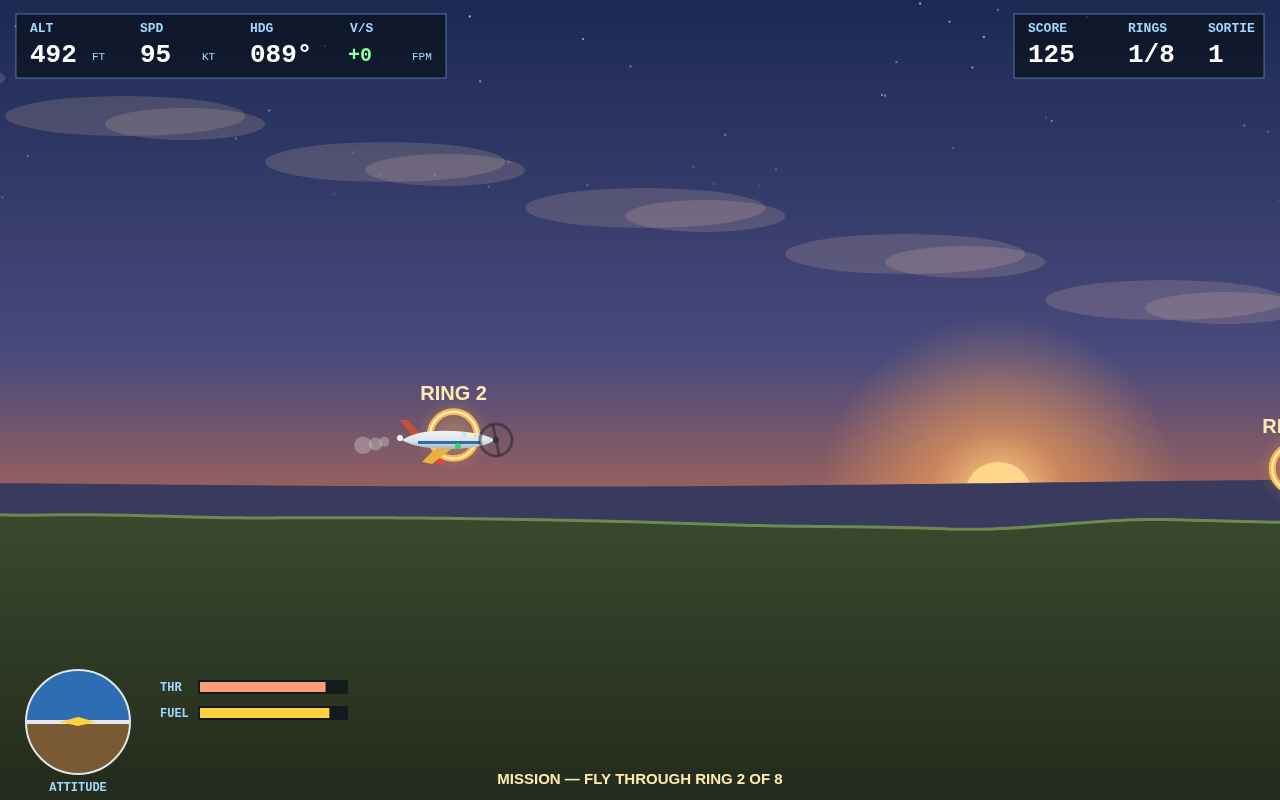 ALT SPD HDG V/S
492 FT 95 KT 089° +0 FPM
SCORE RINGS SORTIE
125 1/8 1
RING 2
THR
FUEL
ATTITUDE
MISSION — FLY THROUGH RING 2 OF 8